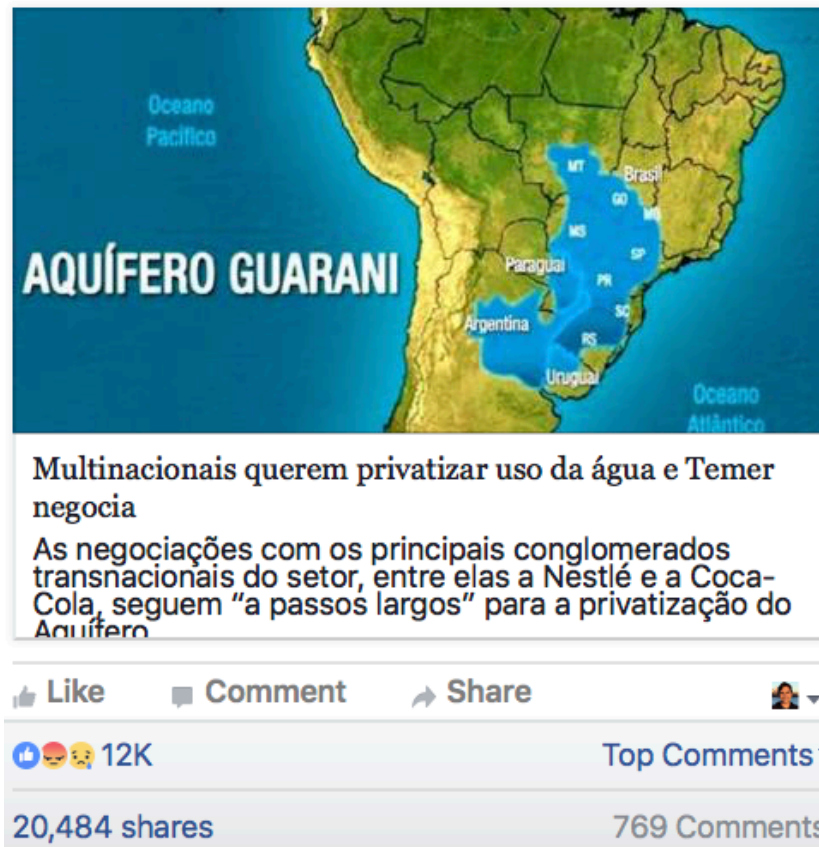 Oceano
Pacífico
MT
Brasil
GO
MG
MS
SP
Paraguai
AQUÍFERO GUARANI
PR
SC
Argentina
RS
Uruguai
Oceano
Atlântico
Multinacionais querem privatizar uso da água e Temer
negocia
As negociações com os principais conglomerados
transnacionais do setor, entre elas a Nestlé e a Coca-
Cola, seguem “a passos largos” para a privatização do
Aquífero
Like Comment Share
12K Top Comments
20,484 shares 769 Comments